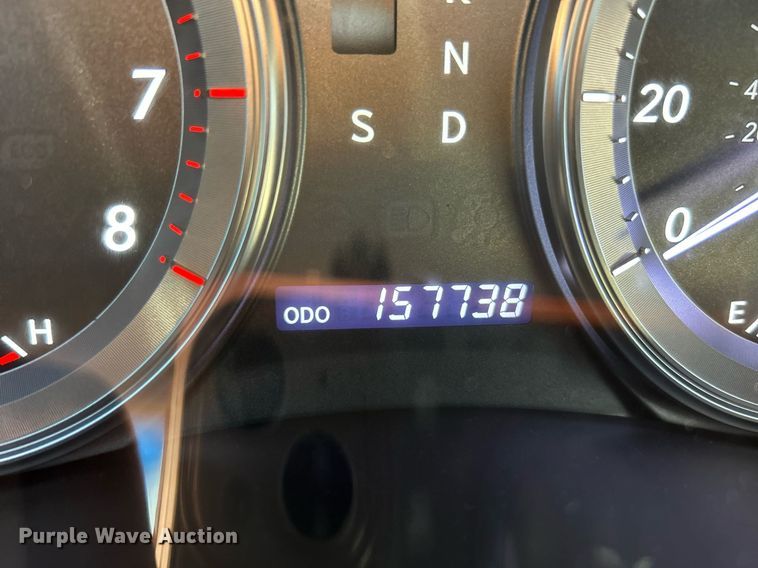 R
N
S D
7
8
H
ODO 157738
20
0
E
Purple Wave Auction